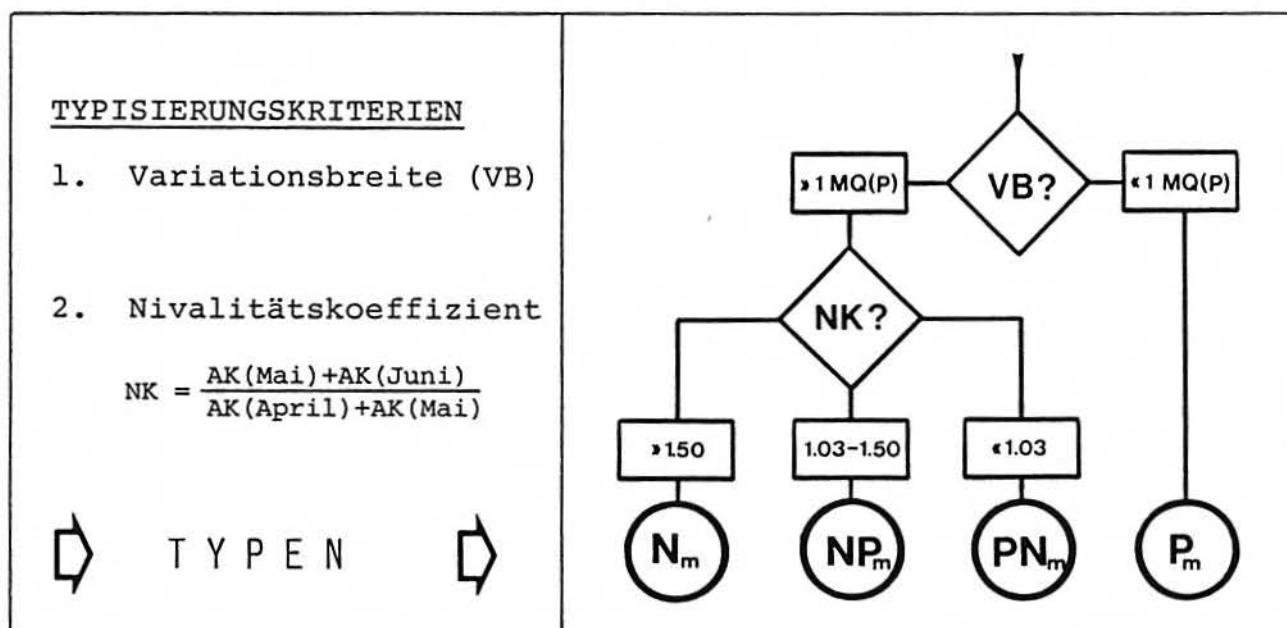 TYPISIERUNGSKRITERIEN
1. Variationsbreite (VB)
2. Nivalitätskoeffizient
NK = AK(Mai)+AK(Juni)
AK(April)+AK(Mai)
TYPEN
VB?
»1 MQ(P)
«1 MQ(P)
NK?
»1.50
1.03-1.50
«1.03
Nm
NPm
PNm
Pm